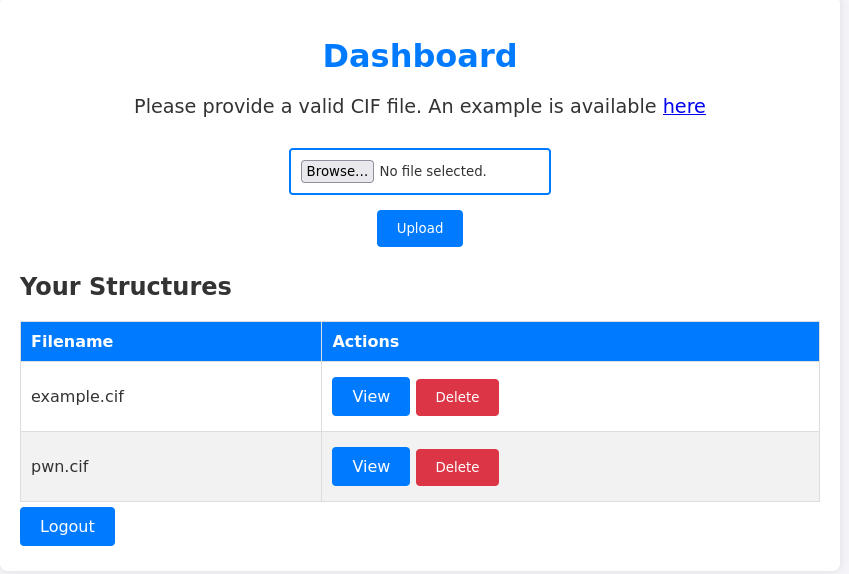 Dashboard
Please provide a valid CIF file. An example is available here
Browse... No file selected.
Upload
Your Structures
Filename Actions
example.cif View Delete
pwn.cif View Delete
Logout